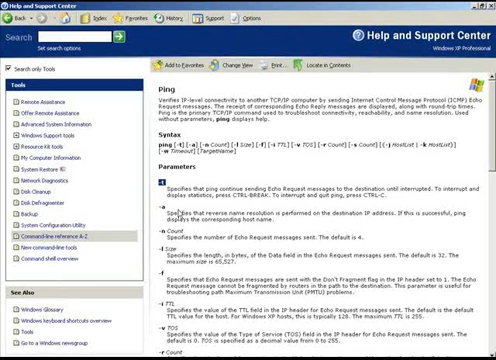 Help and Support Center
Back
Index
Favorites
History
Support
Options
Search
Set search options
Help and Support Center
Windows XP Professional
Search only Tools
Add to Favorites
Change View
Print...
Locate in Contents
Tools
Remote Assistance
Offer Remote Assistance
Advanced System Information
Windows Support tools
Resource Kit tools
My Computer Information
System Restore
Network Diagnostics
Disk Cleanup
Disk Defragmenter
Backup
System Configuration Utility
Command-line reference A-Z
New command-line tools
Command shell overview
See Also
Windows Glossary
Windows keyboard shortcuts overview
Tools
Go to a Windows newsgroup
Ping
Verifies IP-level connectivity to another TCP/IP computer by sending Internet Control Message Protocol (ICMP) Echo
Request messages. The receipt of corresponding Echo Reply messages are displayed, along with round-trip times.
Ping is the primary TCP/IP command used to troubleshoot connectivity, reachability, and name resolution. Used
without parameters, ping displays help.
Syntax
ping [-t] [-a] [-n Count] [-l Size] [-f] [-i TTL] [-v TOS] [-r Count] [-s Count] [{-j HostList | -k HostList}]
[-w Timeout] [TargetName]
Parameters
-t
Specifies that ping continue sending Echo Request messages to the destination until interrupted. To interrupt and
display statistics, press CTRL-BREAK. To interrupt and quit ping, press CTRL-C.
-a
Specifies that reverse name resolution is performed on the destination IP address. If this is successful, ping
displays the corresponding host name.
-n Count
Specifies the number of Echo Request messages sent. The default is 4.
-l Size
Specifies the length, in bytes, of the Data field in the Echo Request messages sent. The default is 32. The
maximum size is 65,527.
-f
Specifies that Echo Request messages are sent with the Don't Fragment flag in the IP header set to 1. The Echo
Request message cannot be fragmented by routers in the path to the destination. This parameter is useful for
troubleshooting path Maximum Transmission Unit (PMTU) problems.
-i TTL
Specifies the value of the TTL field in the IP header for Echo Request messages sent. The default is the default
TTL value for the host. For Windows XP hosts, this is typically 128. The maximum TTL is 255.
-v TOS
Specifies the value of the Type of Service (TOS) field in the IP header for Echo Request messages sent. The
default is 0. TOS is specified as a decimal value from 0 to 255.
-r Count